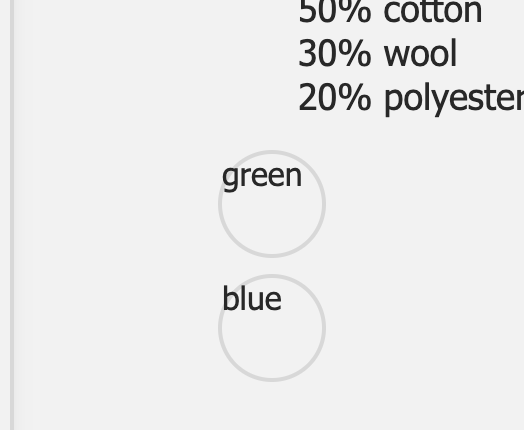 50% cotton
30% wool
20% polyester
green
blue